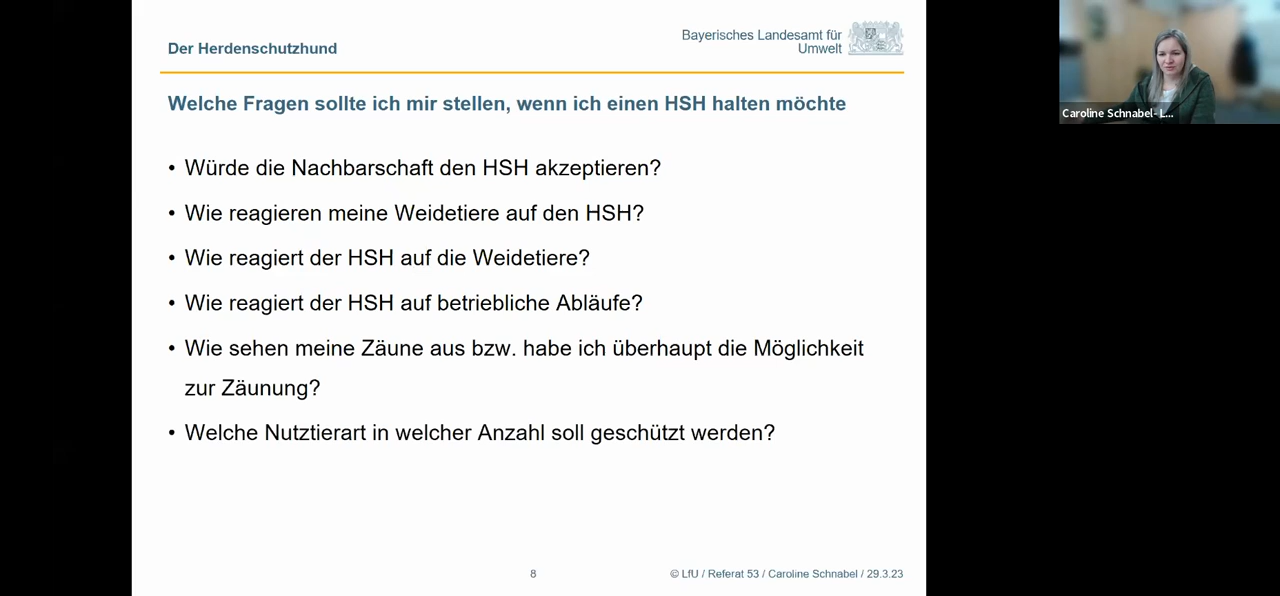 Der Herdenschutzhund
Bayerisches Landesamt für
Umwelt
Welche Fragen sollte ich mir stellen, wenn ich einen HSH halten möchte
• Würde die Nachbarschaft den HSH akzeptieren?
• Wie reagieren meine Weidetiere auf den HSH?
• Wie reagiert der HSH auf die Weidetiere?
• Wie reagiert der HSH auf betriebliche Abläufe?
• Wie sehen meine Zäune aus bzw. habe ich überhaupt die Möglichkeit
zur Zäunung?
• Welche Nutztierart in welcher Anzahl soll geschützt werden?
8
© LfU / Referat 53 / Caroline Schnabel / 29.3.23
Caroline Schnabel- L...